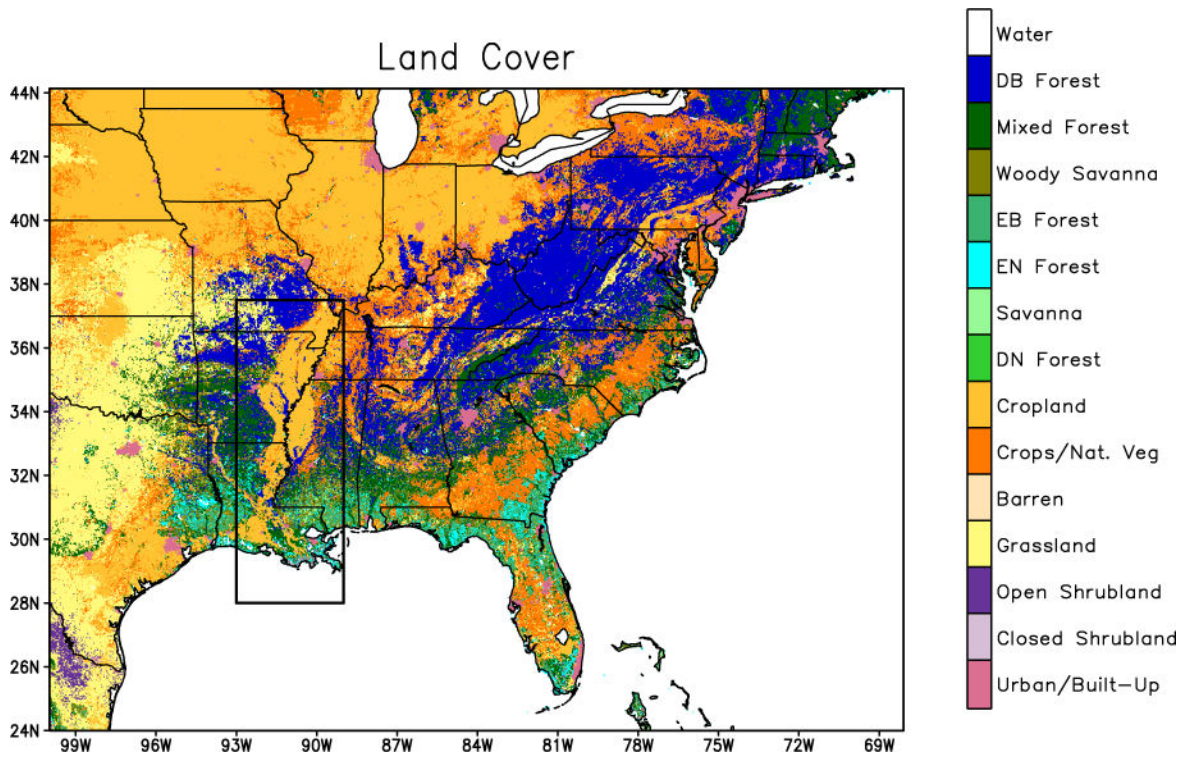 Land Cover
44N
42N
40N
38N
36N
34N
32N
30N
28N
26N
24N
99W 96W 93W 90W 87W 84W 81W 78W 75W 72W 69W
Water
DB Forest
Mixed Forest
Woody Savanna
EB Forest
EN Forest
Savanna
DN Forest
Cropland
Crops/Nat. Veg
Barren
Grassland
Open Shrubland
Closed Shrubland
Urban/Built-Up